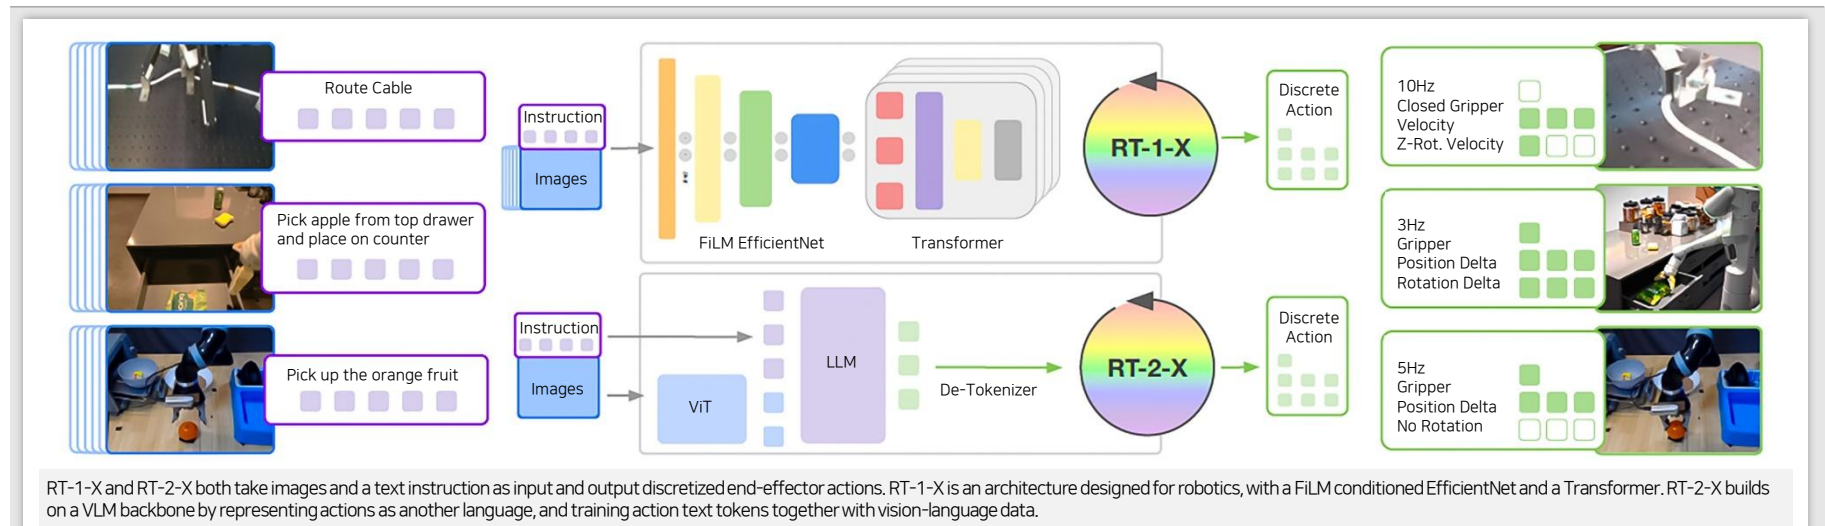 Route Cable
Pick apple from top drawer
and place on counter
Pick up the orange fruit
Instruction
Images
FiLM EfficientNet
Transformer
RT-1-X
Discrete
Action
Instruction
Images
ViT
LLM
De-Tokenizer
RT-2-X
Discrete
Action
10Hz
Closed Gripper
Velocity
Z-Rot. Velocity
3Hz
Gripper
Position Delta
Rotation Delta
5Hz
Gripper
Position Delta
No Rotation
RT-1-X and RT-2-X both take images and a text instruction as input and output discretized end-effector actions. RT-1-X is an architecture designed for robotics, with a FiLM conditioned EfficientNet and a Transformer. RT-2-X builds
on a VLM backbone by representing actions as another language, and training action text tokens together with vision-language data.